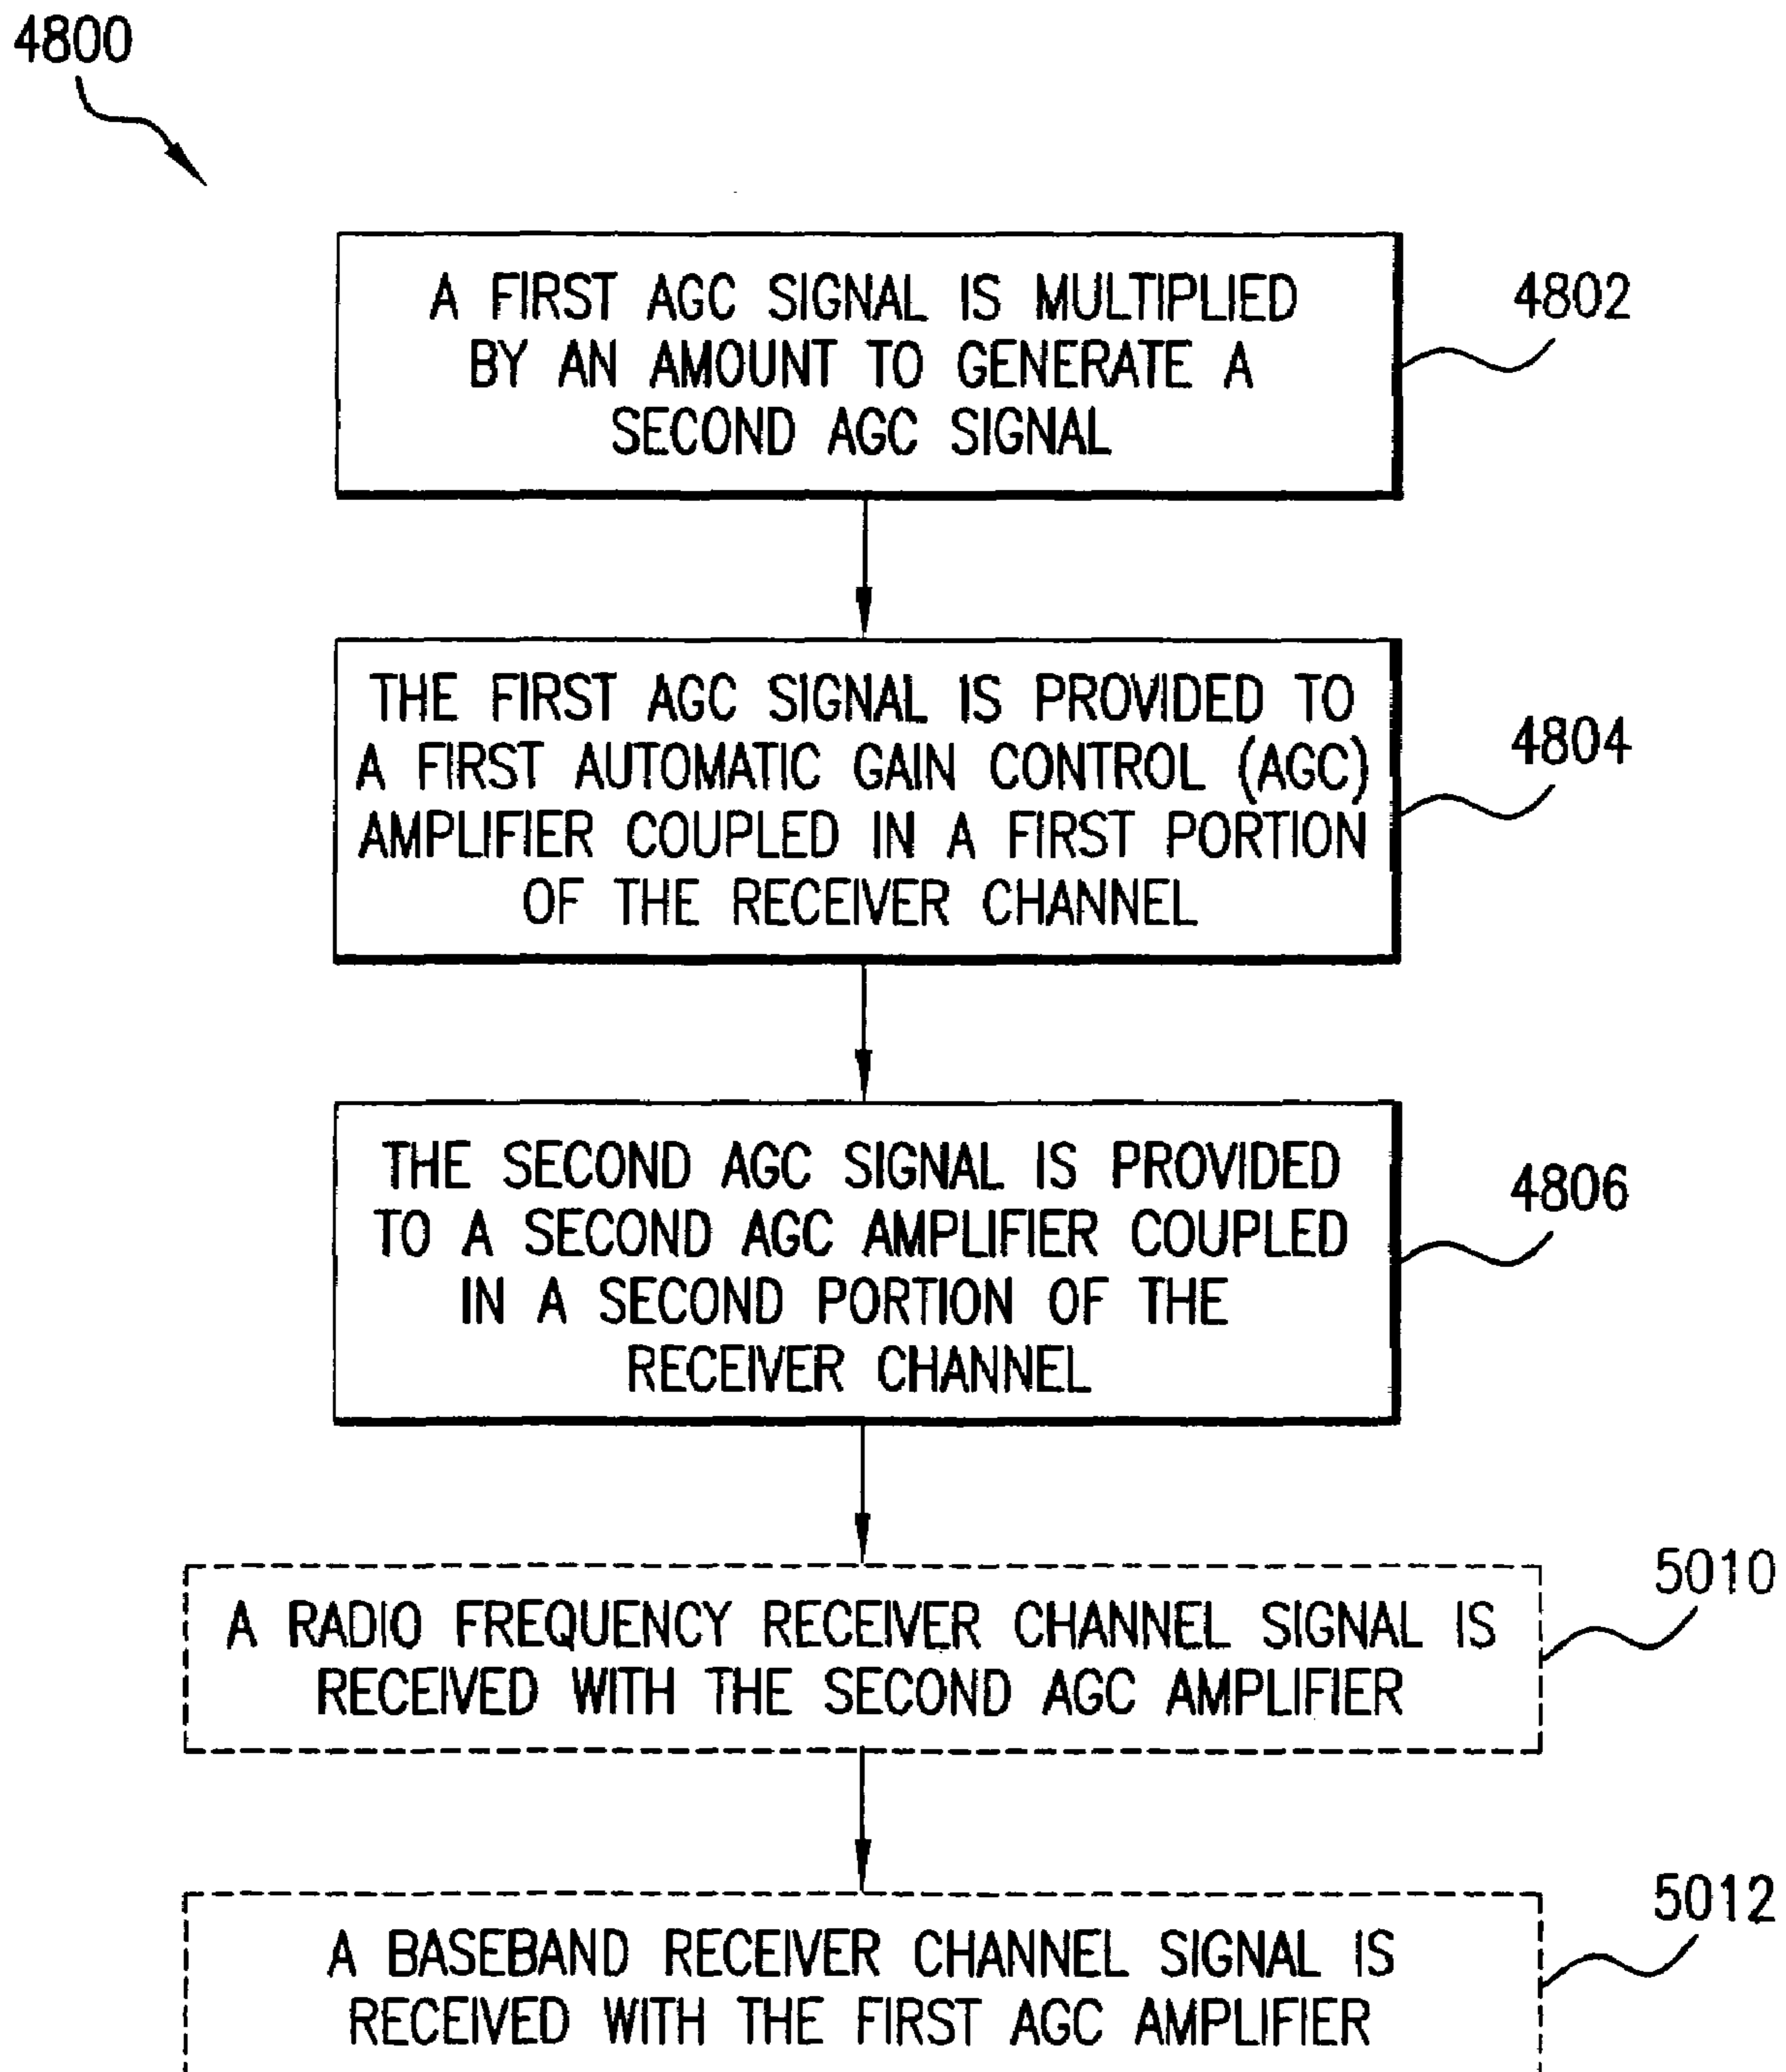 4800
A FIRST AGC SIGNAL IS MULTIPLIED
BY AN AMOUNT TO GENERATE A
SECOND AGC SIGNAL
4802
THE FIRST AGC SIGNAL IS PROVIDED TO
A FIRST AUTOMATIC GAIN CONTROL (AGC)
AMPLIFIER COUPLED IN A FIRST PORTION
OF THE RECEIVER CHANNEL
4804
THE SECOND AGC SIGNAL IS PROVIDED
TO A SECOND AGC AMPLIFIER COUPLED
IN A SECOND PORTION OF THE
RECEIVER CHANNEL
4806
A RADIO FREQUENCY RECEIVER CHANNEL SIGNAL IS
RECEIVED WITH THE SECOND AGC AMPLIFIER
5010
A BASEBAND RECEIVER CHANNEL SIGNAL IS
RECEIVED WITH THE FIRST AGC AMPLIFIER
5012